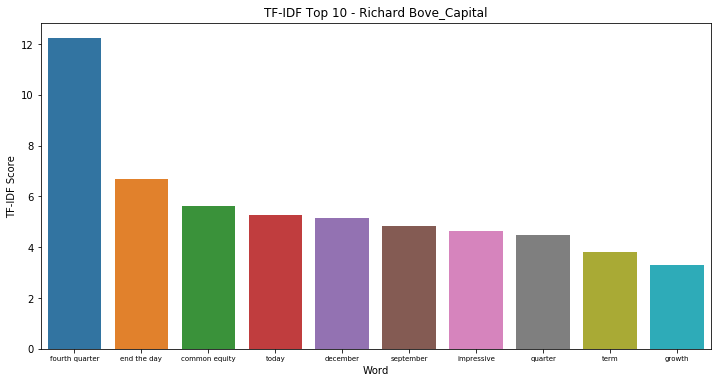 TF-IDF Top 10 - Richard Bove_Capital
TF-IDF Score
12
10
8
6
4
2
0
fourth quarter end the day common equity today december september impressive quarter term growth
Word